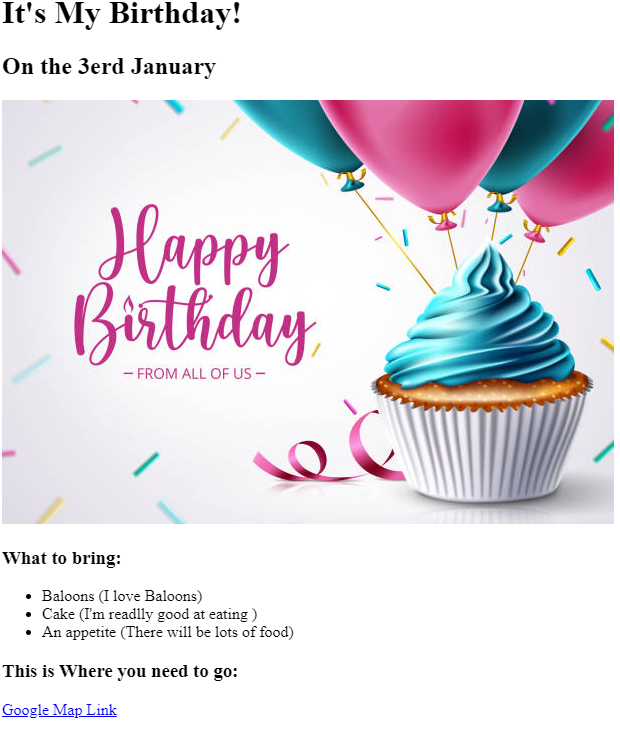 It's My Birthday!
On the 3erd January
Happy
Birthday
– FROM ALL OF US –
What to bring:
• Baloons (I love Baloons)
• Cake (I'm readlly good at eating )
• An appetite (There will be lots of food)
This is Where you need to go:
Google Map Link